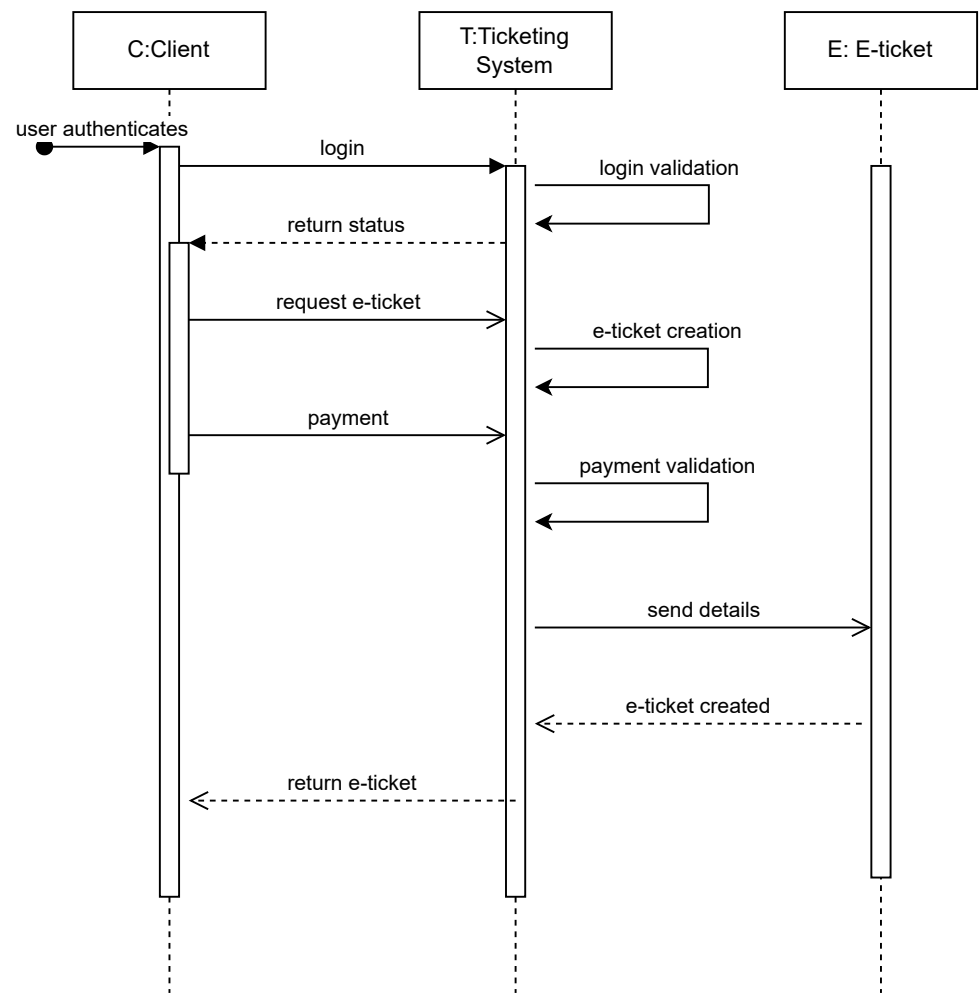 C:Client
T:Ticketing
System
E: E-ticket
user authenticates
login
login validation
return status
request e-ticket
e-ticket creation
payment
payment validation
send details
e-ticket created
return e-ticket